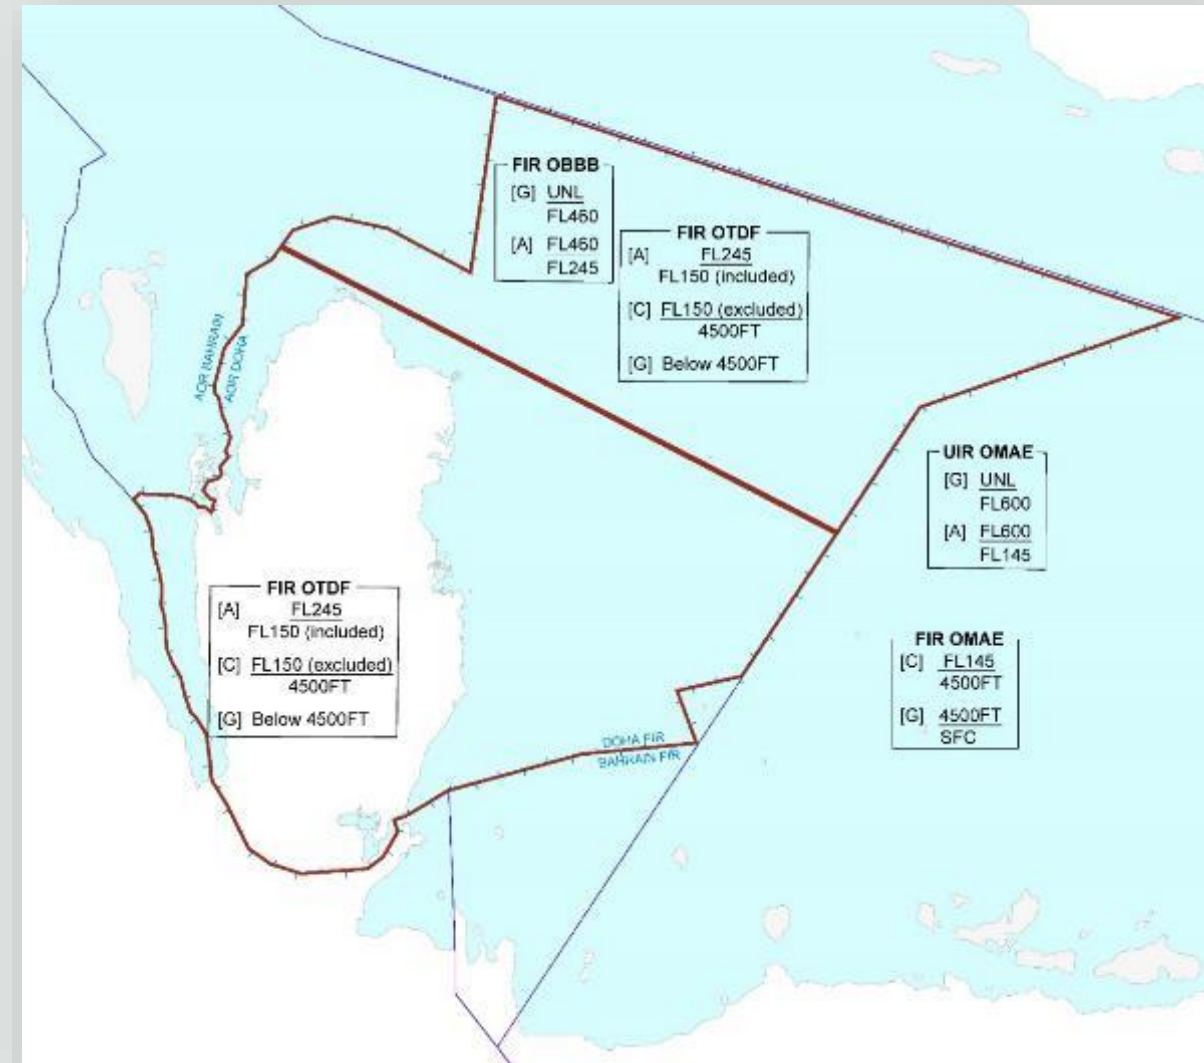 FIR OBBB
[G] UNL
FL460
[A] FL460
FL245
FIR OTDF
[A] FL245
FL150 (included)
[C] FL150 (excluded)
4500FT
[G] Below 4500FT
AOR BAHRAIN
AOR DOHA
UIR OMAE
[G] UNL
FL600
[A] FL600
FL145
FIR OTDF
[A] FL245
FL150 (included)
[C] FL150 (excluded)
4500FT
[G] Below 4500FT
FIR OMAE
[C] FL145
4500FT
[G] 4500FT
SFC
DOHA FIR
BAHRAIN FIR